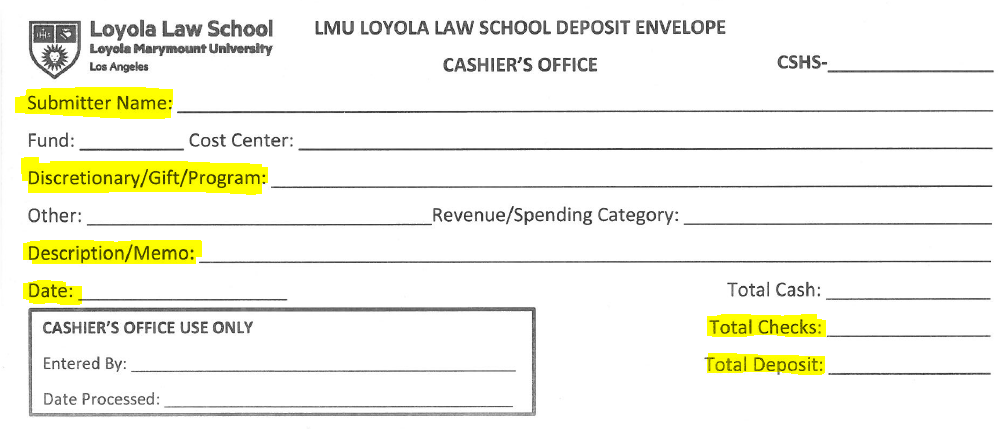 Loyola Law School
Loyola Marymount University
Los Angeles
LMU LOYOLA LAW SCHOOL DEPOSIT ENVELOPE
CASHIER'S OFFICE
CSHS-
Submitter Name:
Fund: Cost Center:
Discretionary/Gift/Program:
Other: Revenue/Spending Category:
Description/Memo:
Date: Total Cash:
CASHIER'S OFFICE USE ONLY
Total Checks:
Entered By:
Total Deposit:
Date Processed: